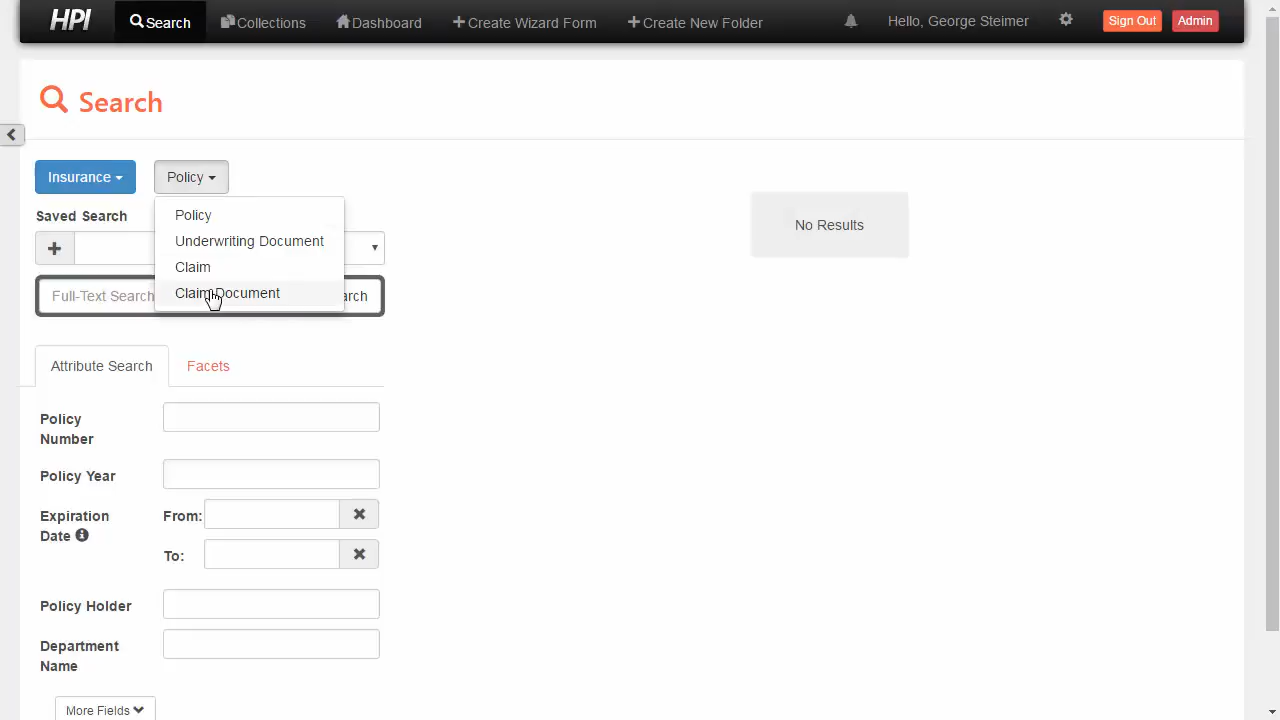 HPI Search Collections Dashboard Create Wizard Form Create New Folder Hello, George Steimer Sign Out Admin
Search
Insurance Policy
Policy
Saved Search
Underwriting Document
Claim
Claim Document
Full-Text Search arch
No Results
Attribute Search Facets
Policy
Number
Policy Year
Expiration
Date
From:
To:
Policy Holder
Department
Name
More Fields